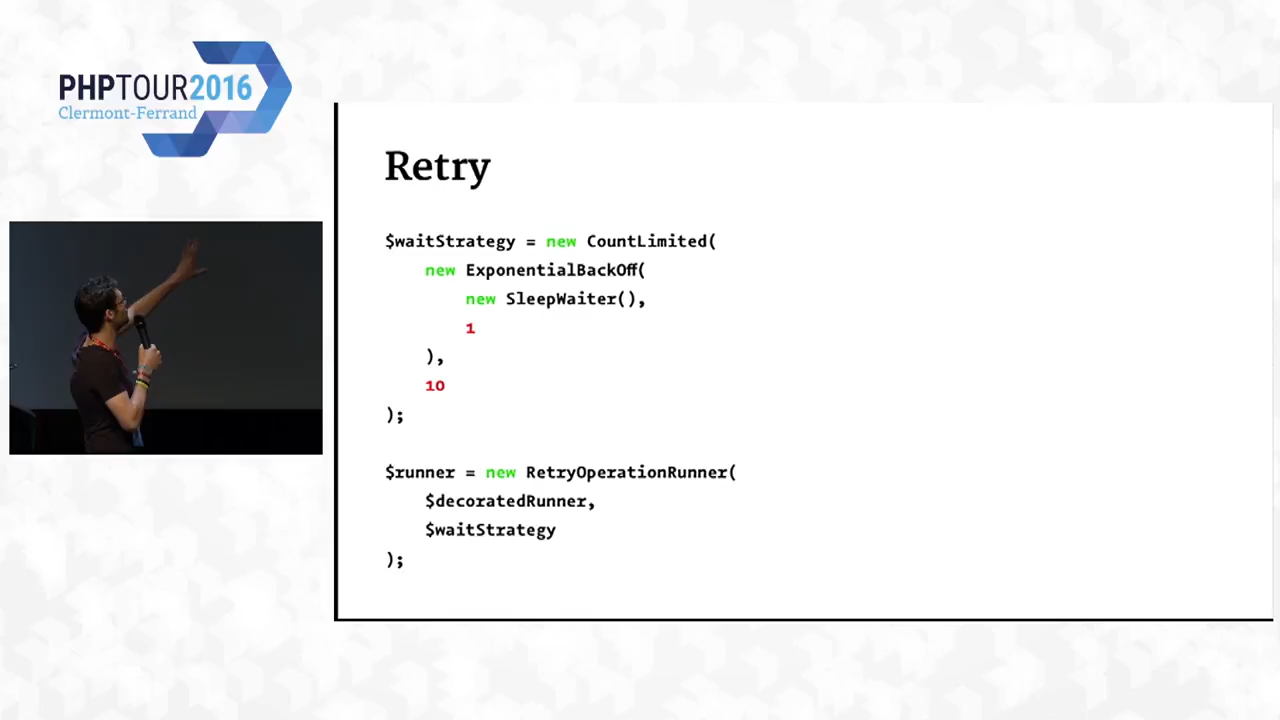 PHPTOUR2016
Clermont-Ferrand
Retry
$waitStrategy = new CountLimited(
    new ExponentialBackOff(
        new SleepWaiter(),
        1
    ),
    10
);
$runner = new RetryOperationRunner(
    $decoratedRunner,
    $waitStrategy
);